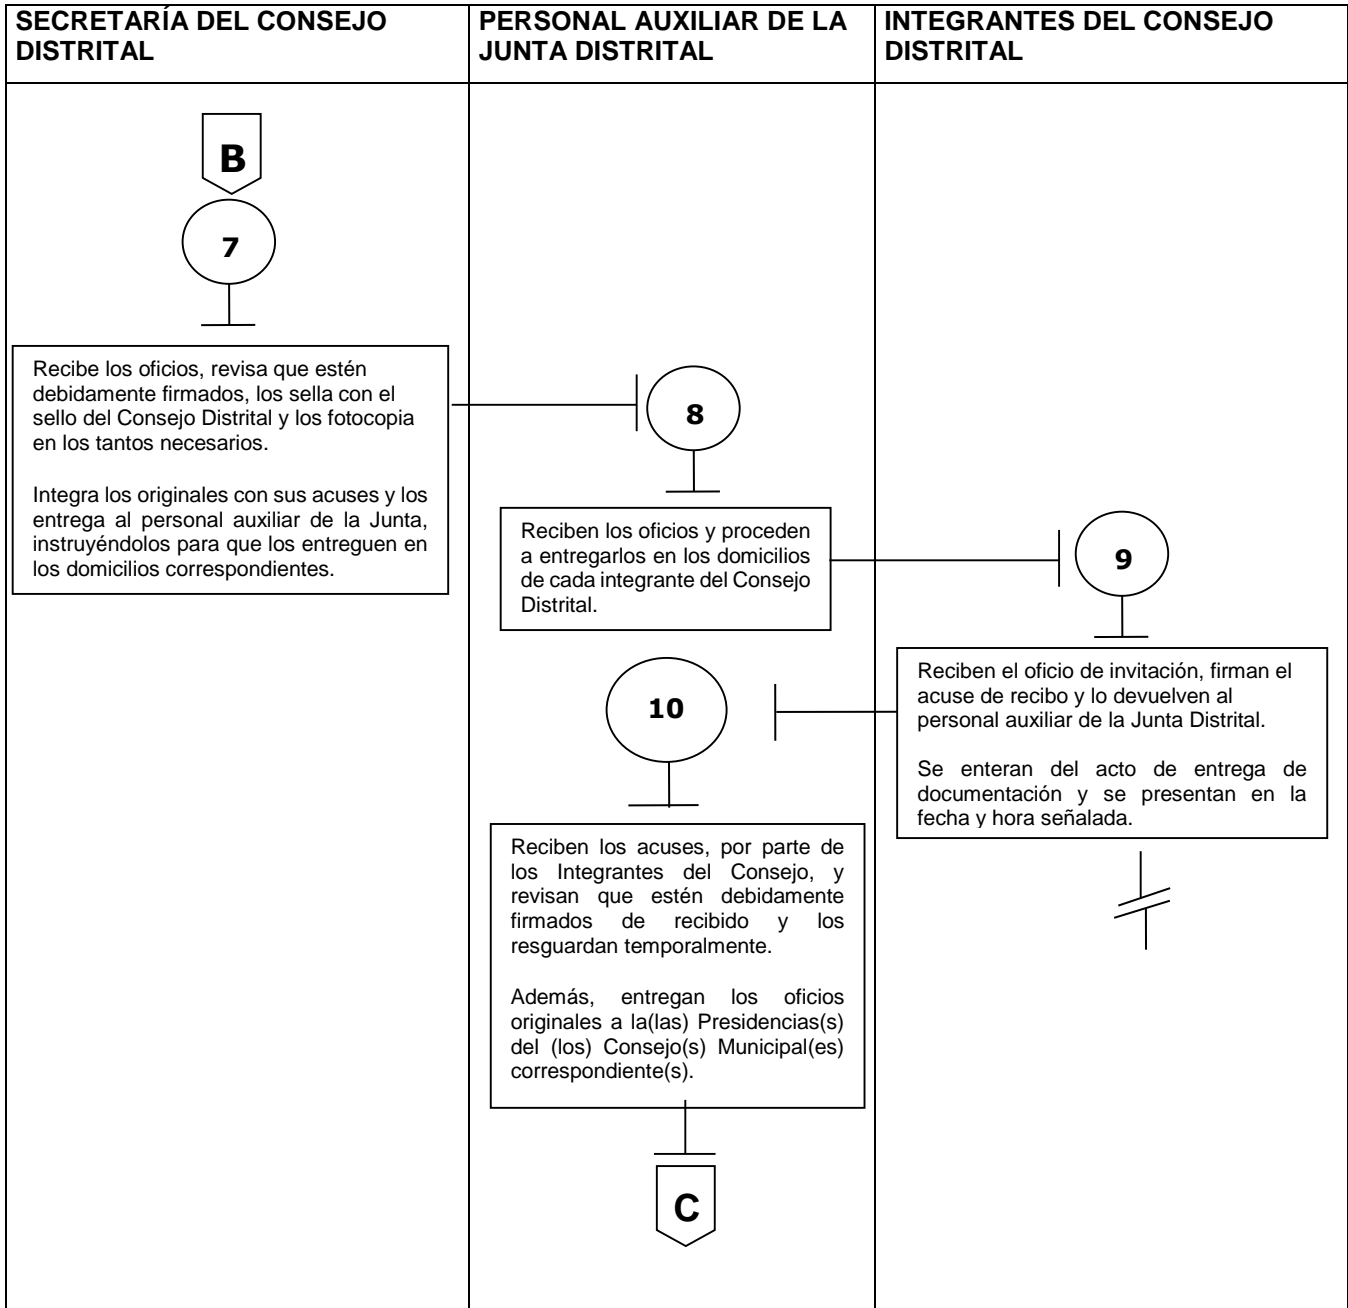 SECRETARÍA DEL CONSEJO
DISTRITAL
PERSONAL AUXILIAR DE LA
JUNTA DISTRITAL
INTEGRANTES DEL CONSEJO
DISTRITAL
B
7
Recibe los oficios, revisa que estén
debidamente firmados, los sella con el
sello del Consejo Distrital y los fotocopia
en los tantos necesarios.
Integra los originales con sus acuses y los
entrega al personal auxiliar de la Junta,
instruyéndolos para que los entreguen en
los domicilios correspondientes.
8
Reciben los oficios y proceden
a entregarlos en los domicilios
de cada integrante del Consejo
Distrital.
9
Reciben el oficio de invitación, firman el
acuse de recibo y lo devuelven al
personal auxiliar de la Junta Distrital.
Se enteran del acto de entrega de
documentación y se presentan en la
fecha y hora señalada.
10
Reciben los acuses, por parte de
los Integrantes del Consejo, y
revisan que estén debidamente
firmados de recibido y los
resguardan temporalmente.
Además, entregan los oficios
originales a la(las) Presidencias(s)
del (los) Consejo(s) Municipal(es)
correspondiente(s).
C